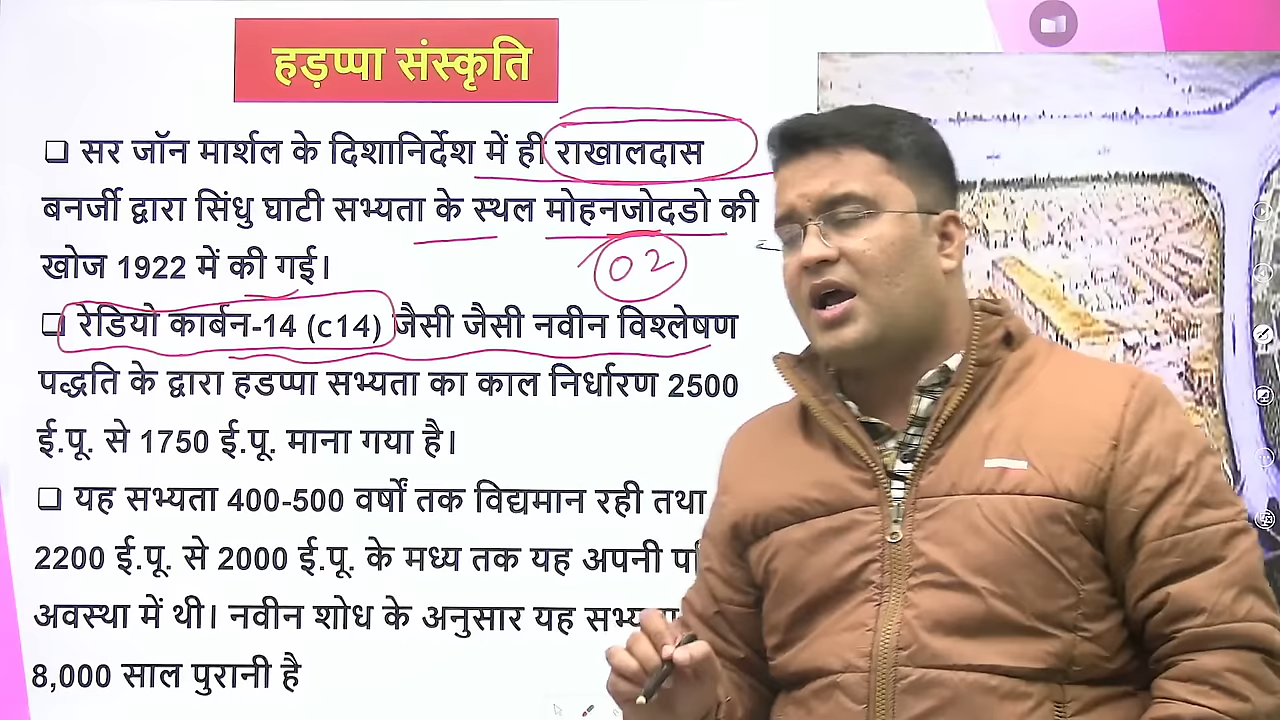 हड़प्पा संस्कृति
❑ सर जॉन मार्शल के दिशानिर्देश में ही राखालदास
बनर्जी द्वारा सिंधु घाटी सभ्यता के स्थल मोहनजोदडो की
खोज 1922 में की गई।
02
❑ रेडियो कार्बन-14 (c14) जैसी जैसी नवीन विश्लेषण
पद्धति के द्वारा हडप्पा सभ्यता का काल निर्धारण 2500
ई.पू. से 1750 ई.पू. माना गया है।
❑ यह सभ्यता 400-500 वर्षों तक विद्यमान रही तथा
2200 ई.पू. से 2000 ई.पू. के मध्य तक यह अपनी
अवस्था में थी। नवीन शोध के अनुसार यह
8,000 साल पुरानी है